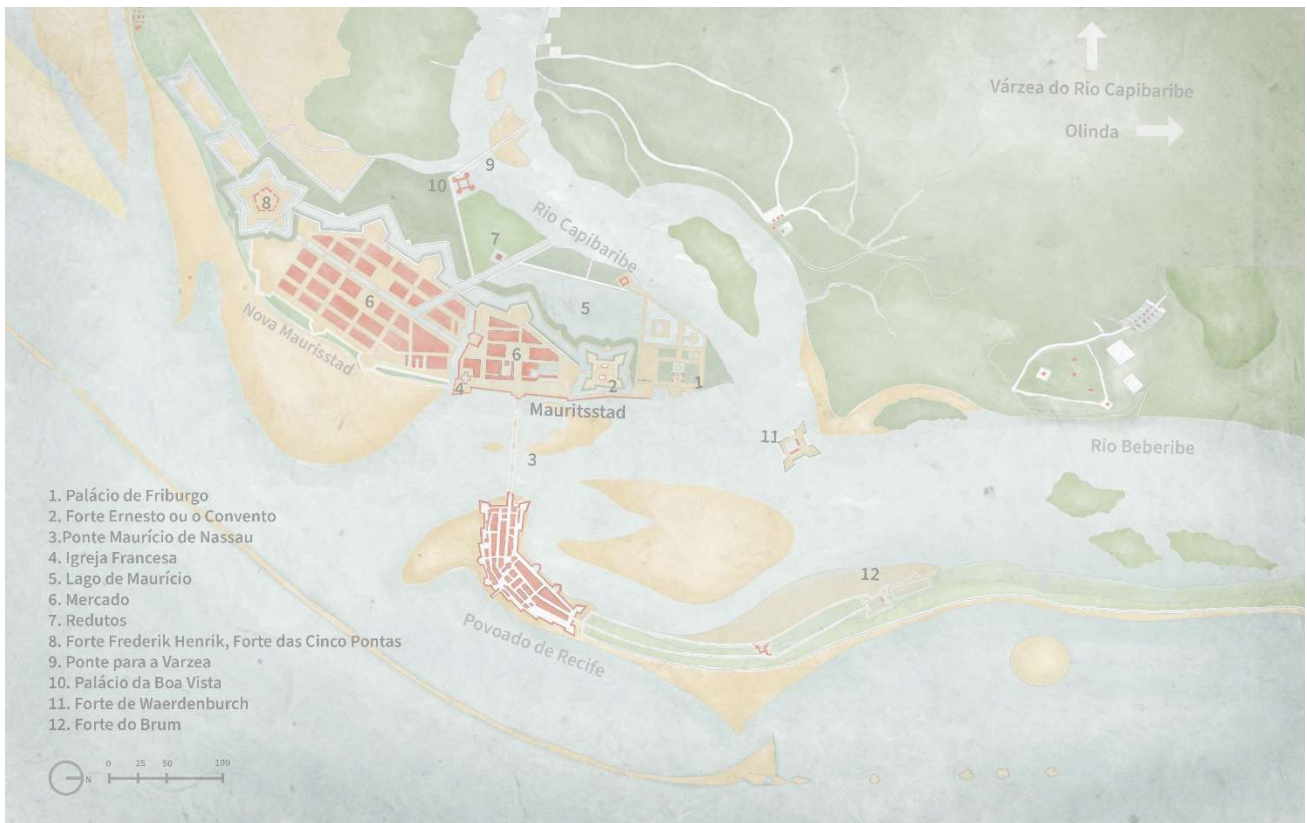 Várzea do Rio Capibaribe
Olinda
9
10
Rio Capibaribe
8
7
5
6
Nova Maurisstad
6
4
2
1
Mauritsstad
11
Rio Beberibe
3
12
Povoado de Recife
1. Palácio de Friburgo
2. Forte Ernesto ou o Convento
3.Ponte Maurício de Nassau
4. Igreja Francesa
5. Lago de Maurício
6. Mercado
7. Redutos
8. Forte Frederik Henrik, Forte das Cinco Pontas
9. Ponte para a Varzea
10. Palácio da Boa Vista
11. Forte de Waerdenburch
12. Forte do Brum
N 0 25 50 100